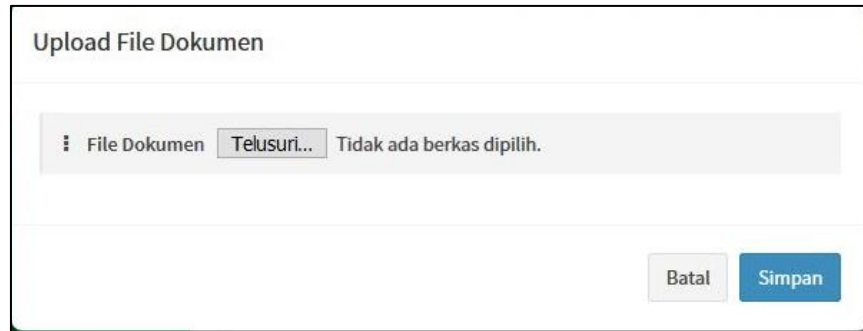 Upload File Dokumen
File Dokumen Telusuri... Tidak ada berkas dipilih.
Batal Simpan